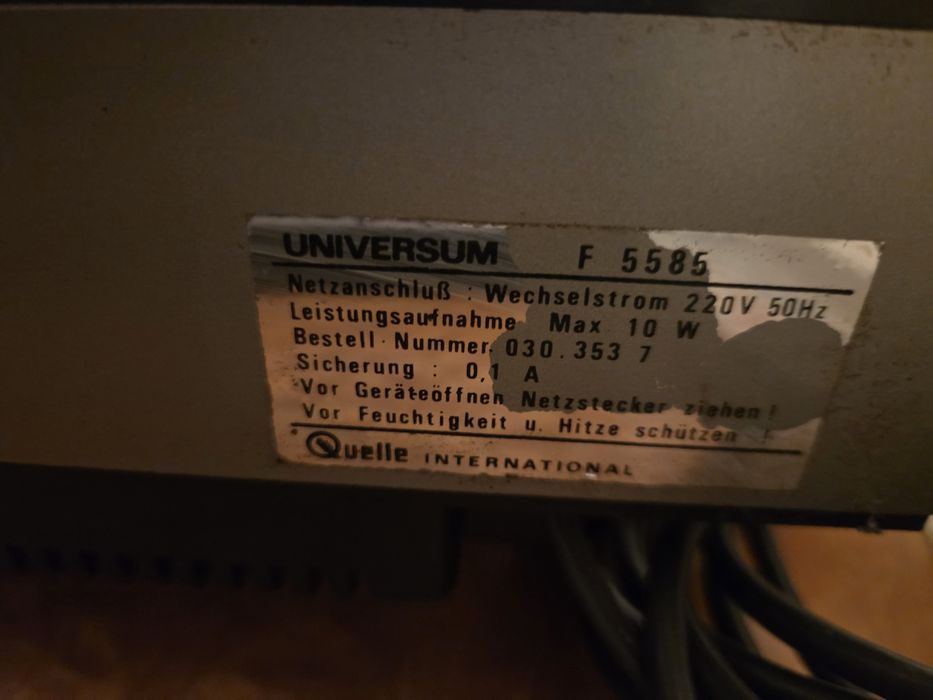 UNIVERSUM F 5585
Netzanschluß : Wechselstrom 220V 50Hz
Leistungsaufnahme Max 10 W
Bestell-Nummer 030.353 7
Sicherung : 0,1 A
Vor Geräteöffnen Netzstecker ziehen !
Vor Feuchtigkeit u. Hitze schützen !
Quelle INTERNATIONAL